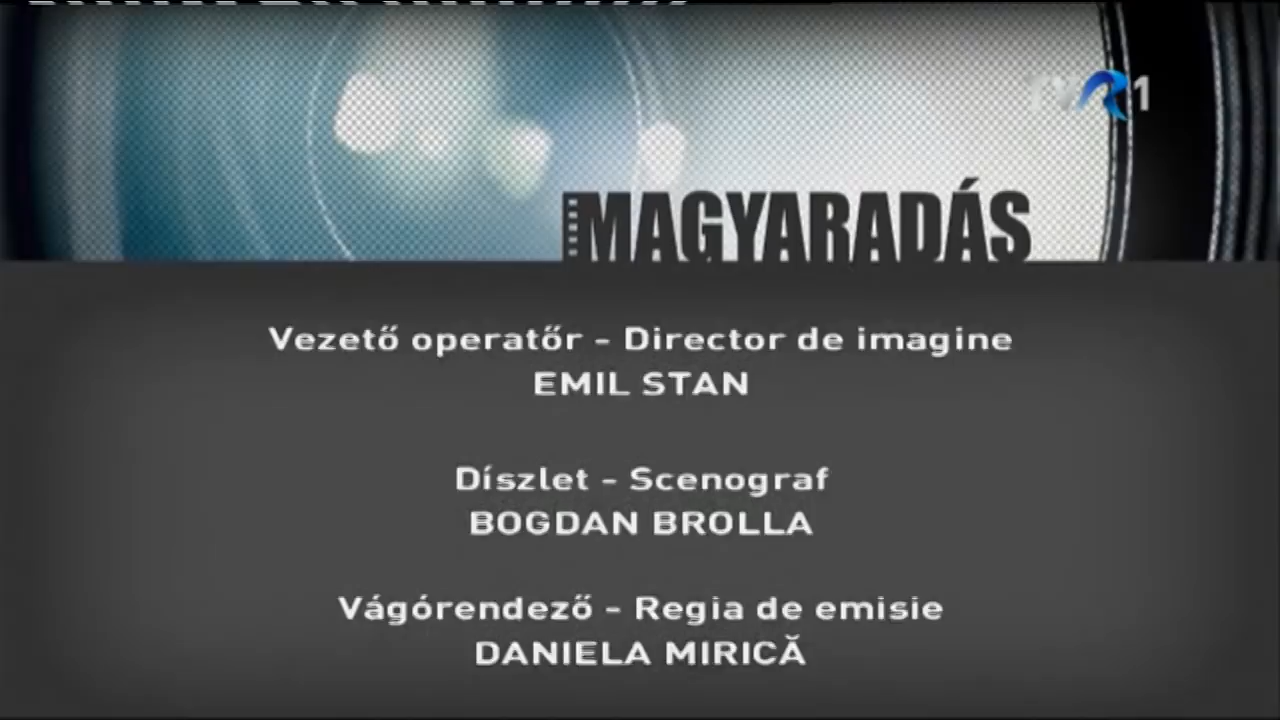 TVR1
MAGYARADÁS
Vezető operatőr - Director de imagine
EMIL STAN
Díszlet - Scenograf
BOGDAN BROLLA
Vágórendező - Regia de emisie
DANIELA MIRICĂ